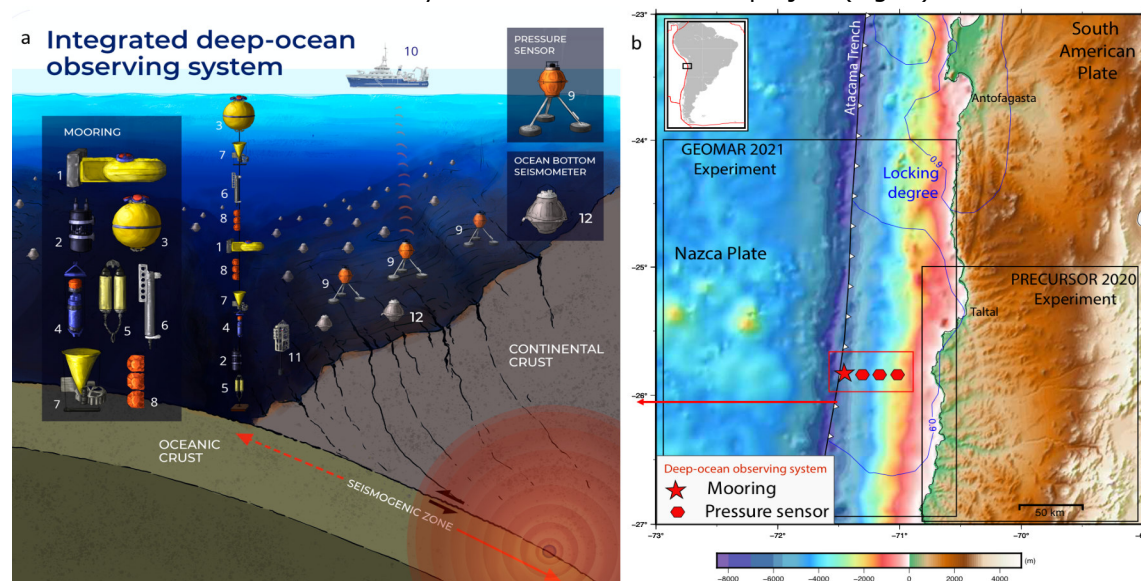 a
Integrated deep-ocean
observing system
10
PRESSURE
SENSOR
9
OCEAN BOTTOM
SEISMOMETER
12
MOORING
1
2
3
4
5
6
7
8
3
7
6
8
1
8
7
4
2
5
9
9
9
11
12
CONTINENTAL
CRUST
OCEANIC
CRUST
SEISMOGENIC ZONE
b
-23°
-24°
-25°
-26°
-27°
-73°
-72°
-71°
-70°
Atacama Trench
South
American
Plate
Antofagasta
GEOMAR 2021
Experiment
0.9
Locking
degree
Nazca Plate
PRECURSOR 2020
Experiment
Taltal
0.9
Deep-ocean observing system
Mooring
Pressure sensor
50 km
-8000
-6000
-4000
-2000
0
2000
4000
(m)